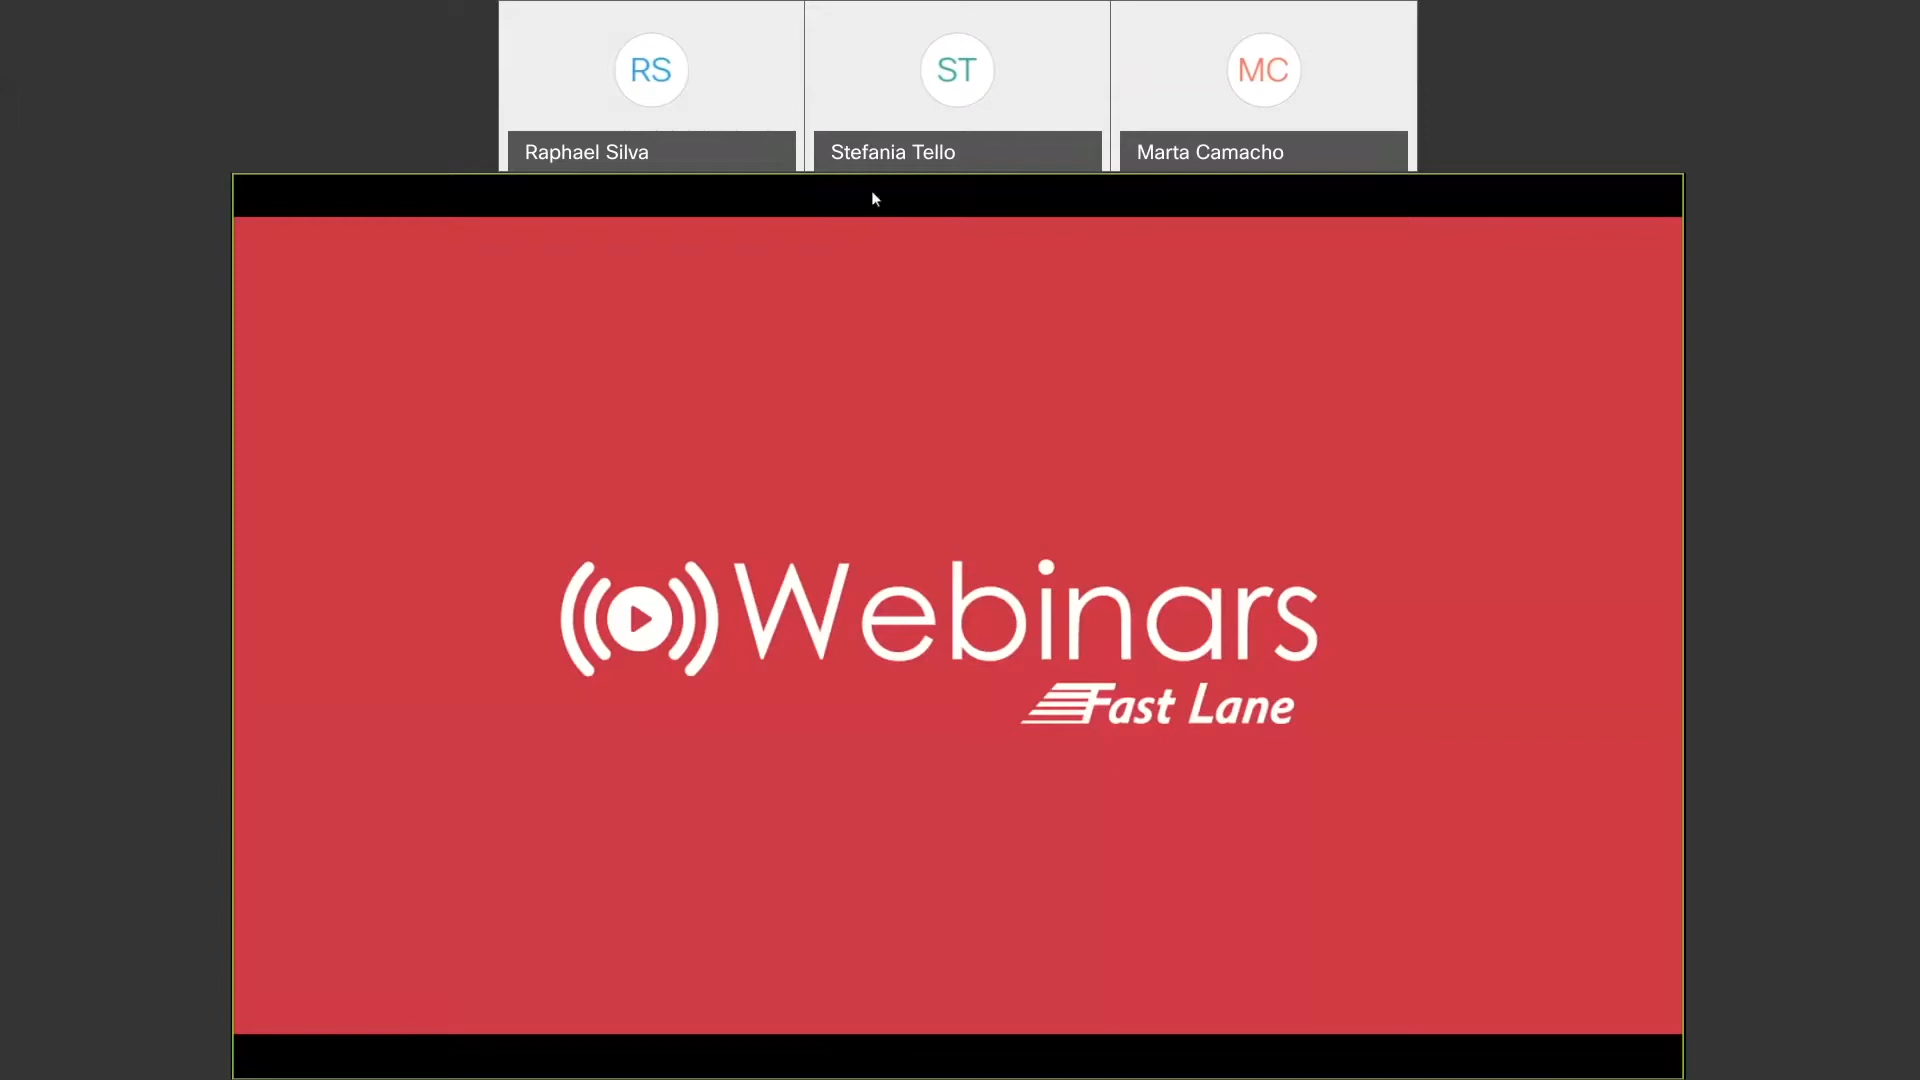 RS
ST
MC
Raphael Silva
Stefania Tello
Marta Camacho
Webinars
Fast Lane